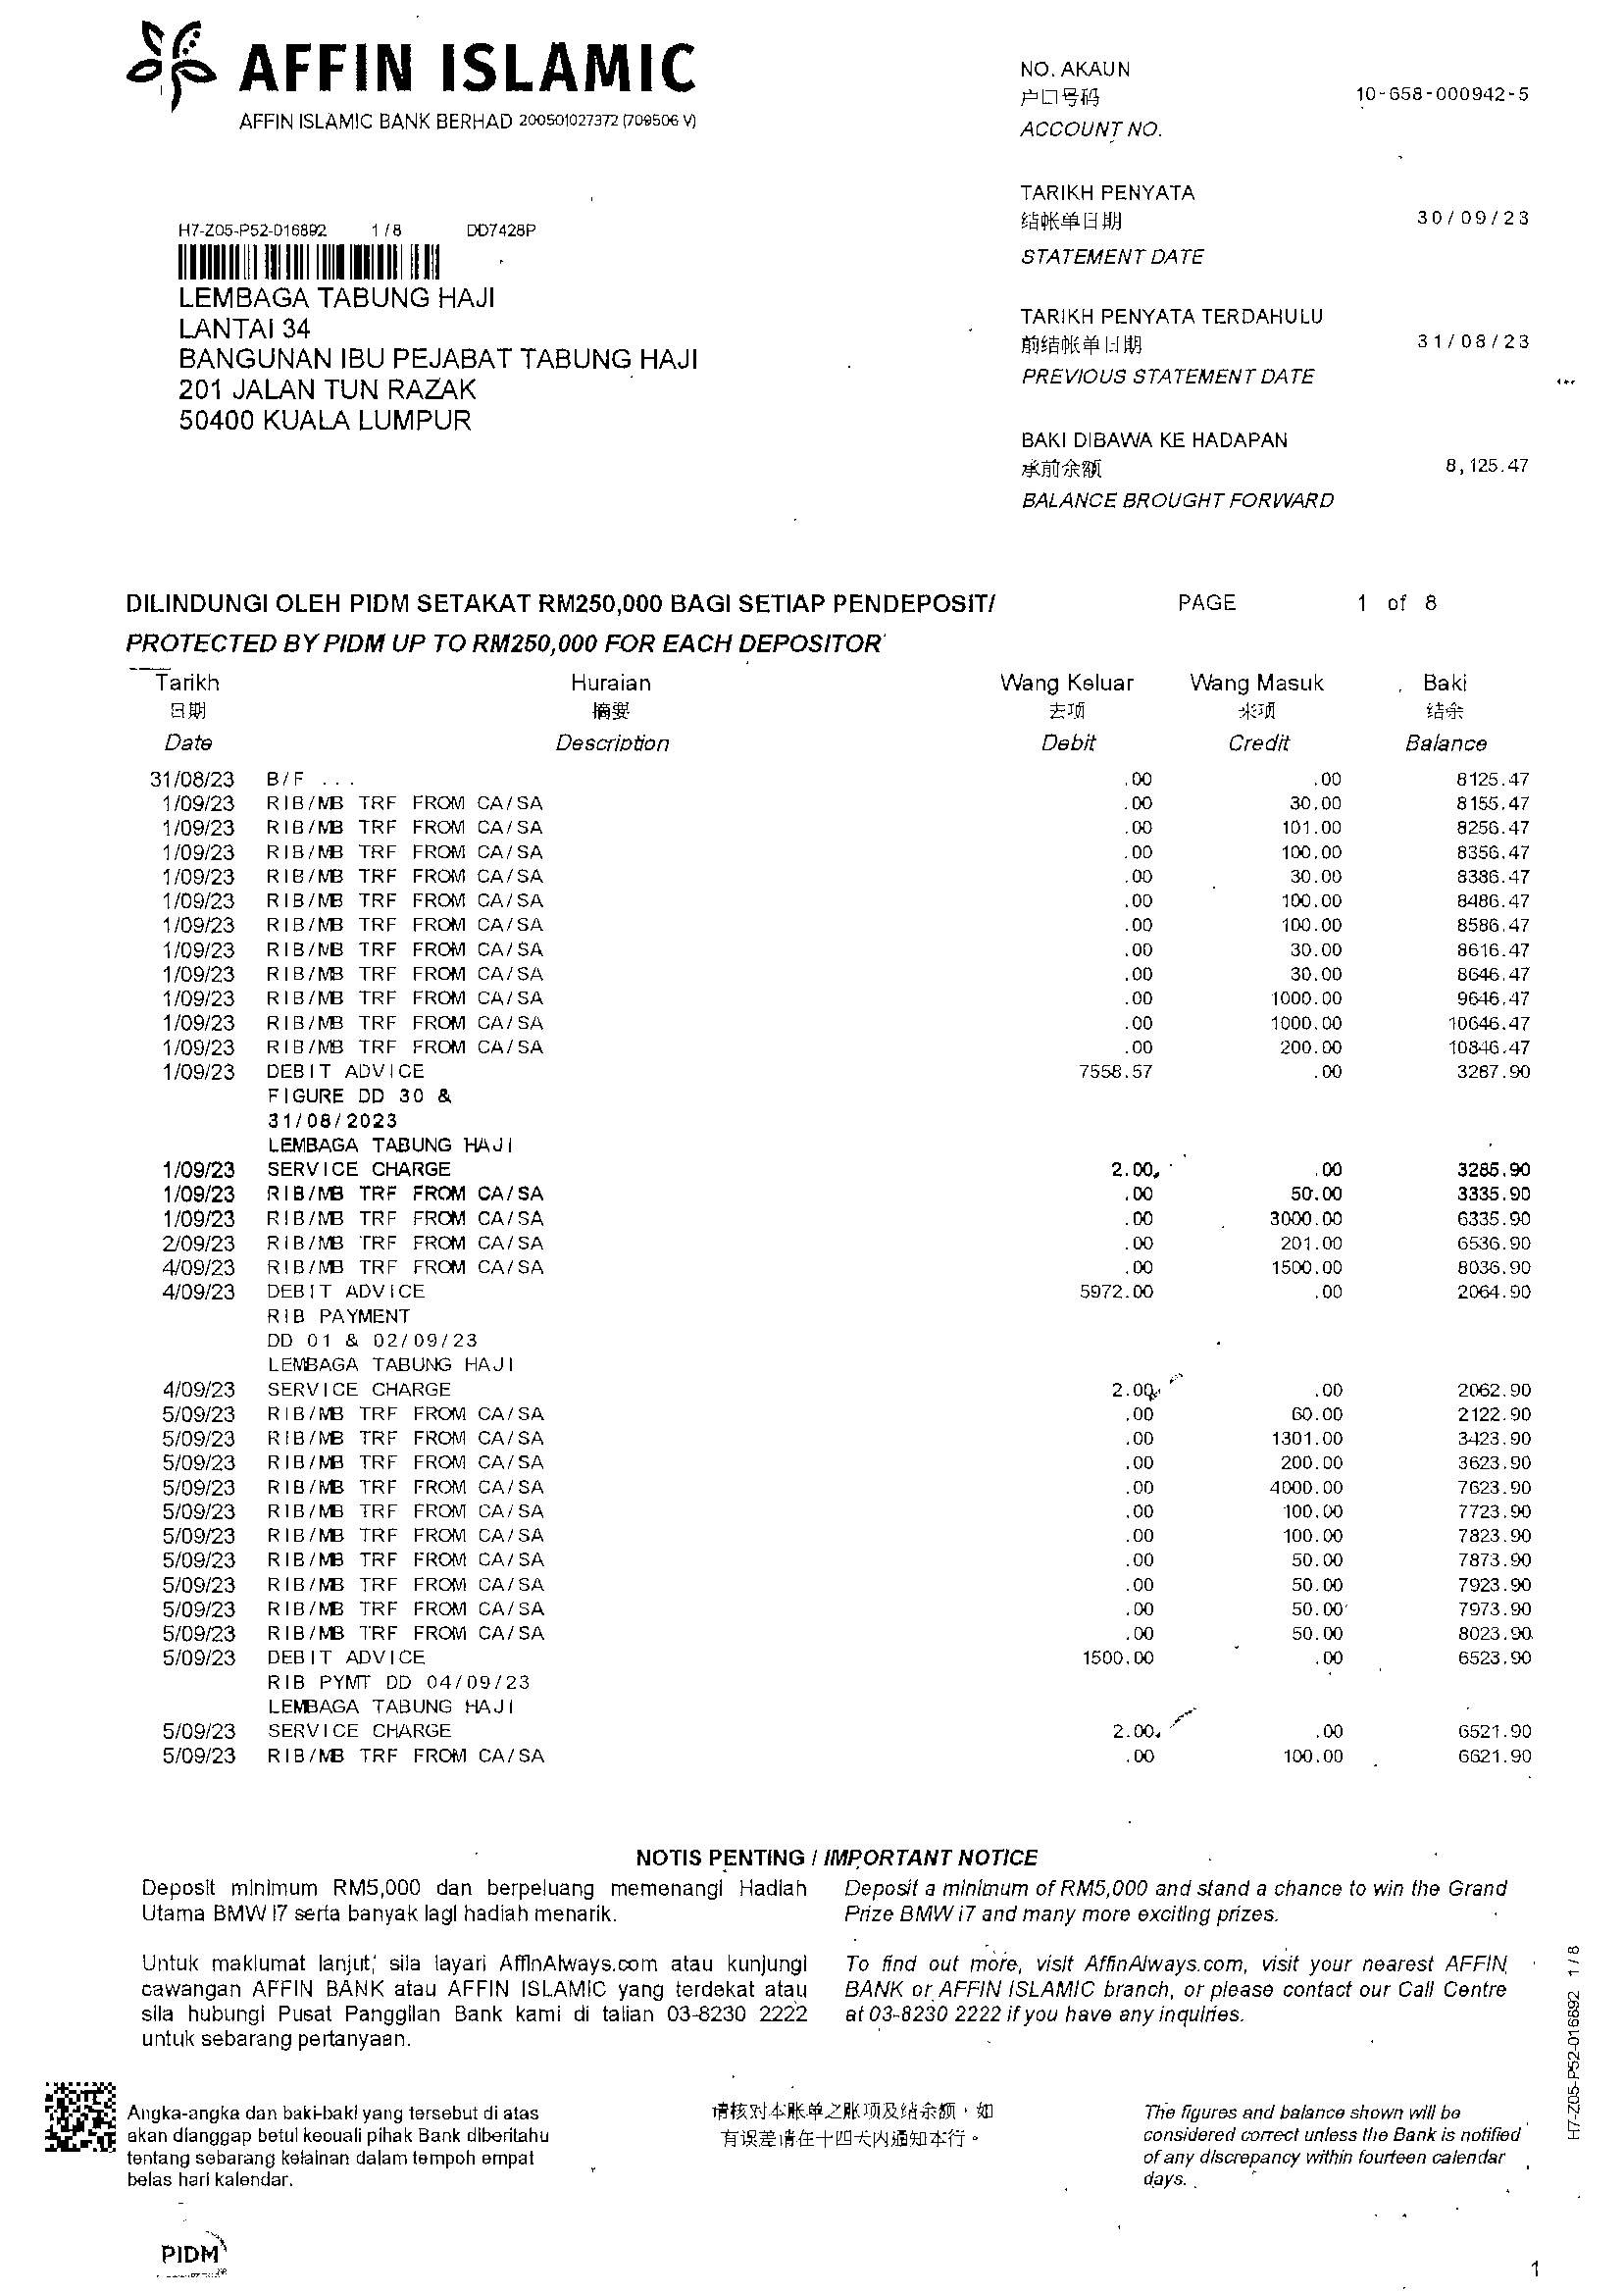 AFFIN ISLAMIC
AFFIN ISLAMIC BANK BERHAD 200501027372 (709506 V)
NO. AKAUN
户口号码 10-658-000942-5
ACCOUNT NO.
TARIKH PENYATA
结帐单日期 30/09/23
STATEMENT DATE
H7-Z05-P52-016892 1/8 DD7428P
LEMBAGA TABUNG HAJI
LANTAI 34
BANGUNAN IBU PEJABAT TABUNG HAJI
201 JALAN TUN RAZAK
50400 KUALA LUMPUR
TARIKH PENYATA TERDAHULU
前结帐单日期 31/08/23
PREVIOUS STATEMENT DATE
BAKI DIBAWA KE HADAPAN
承前余额 8,125.47
BALANCE BROUGHT FORWARD
DILINDUNGI OLEH PIDM SETAKAT RM250,000 BAGI SETIAP PENDEPOSIT/ PAGE 1 of 8
PROTECTED BY PIDM UP TO RM250,000 FOR EACH DEPOSITOR
Tarikh Huraian Wang Keluar Wang Masuk Baki
日期 摘要 去项 来项 结余
Date Description Debit Credit Balance
31/08/23 B/F ... .00 .00 8125.47
1/09/23 RIB/MB TRF FROM CA/SA .00 30.00 8155.47
1/09/23 RIB/MB TRF FROM CA/SA .00 101.00 8256.47
1/09/23 RIB/MB TRF FROM CA/SA .00 100.00 8356.47
1/09/23 RIB/MB TRF FROM CA/SA .00 30.00 8386.47
1/09/23 RIB/MB TRF FROM CA/SA .00 100.00 8486.47
1/09/23 RIB/MB TRF FROM CA/SA .00 100.00 8586.47
1/09/23 RIB/MB TRF FROM CA/SA .00 30.00 8616.47
1/09/23 RIB/MB TRF FROM CA/SA .00 30.00 8646.47
1/09/23 RIB/MB TRF FROM CA/SA .00 1000.00 9646.47
1/09/23 RIB/MB TRF FROM CA/SA .00 1000.00 10646.47
1/09/23 RIB/MB TRF FROM CA/SA .00 200.00 10846.47
1/09/23 DEBIT ADVICE 7558.57 .00 3287.90
FIGURE DD 30 &
31/08/2023
LEMBAGA TABUNG HAJI
1/09/23 SERVICE CHARGE 2.00 .00 3285.90
1/09/23 RIB/MB TRF FROM CA/SA .00 50.00 3335.90
1/09/23 RIB/MB TRF FROM CA/SA .00 3000.00 6335.90
2/09/23 RIB/MB TRF FROM CA/SA .00 201.00 6536.90
4/09/23 RIB/MB TRF FROM CA/SA .00 1500.00 8036.90
4/09/23 DEBIT ADVICE 5972.00 .00 2064.90
RIB PAYMENT
DD 01 & 02/09/23
LEMBAGA TABUNG HAJI
4/09/23 SERVICE CHARGE 2.00 .00 2062.90
5/09/23 RIB/MB TRF FROM CA/SA .00 60.00 2122.90
5/09/23 RIB/MB TRF FROM CA/SA .00 1301.00 3423.90
5/09/23 RIB/MB TRF FROM CA/SA .00 200.00 3623.90
5/09/23 RIB/MB TRF FROM CA/SA .00 4000.00 7623.90
5/09/23 RIB/MB TRF FROM CA/SA .00 100.00 7723.90
5/09/23 RIB/MB TRF FROM CA/SA .00 100.00 7823.90
5/09/23 RIB/MB TRF FROM CA/SA .00 50.00 7873.90
5/09/23 RIB/MB TRF FROM CA/SA .00 50.00 7923.90
5/09/23 RIB/MB TRF FROM CA/SA .00 50.00 7973.90
5/09/23 RIB/MB TRF FROM CA/SA .00 50.00 8023.90
5/09/23 DEBIT ADVICE 1500.00 .00 6523.90
RIB PYMT DD 04/09/23
LEMBAGA TABUNG HAJI
5/09/23 SERVICE CHARGE 2.00 .00 6521.90
5/09/23 RIB/MB TRF FROM CA/SA .00 100.00 6621.90
NOTIS PENTING / IMPORTANT NOTICE
Deposit minimum RM5,000 dan berpeluang memenangi Hadiah
Utama BMW i7 serta banyak lagi hadiah menarik.
Untuk maklumat lanjut, sila layari AffinAlways.com atau kunjungi
cawangan AFFIN BANK atau AFFIN ISLAMIC yang terdekat atau
sila hubungi Pusat Panggilan Bank kami di talian 03-8230 2222
untuk sebarang pertanyaan.
Deposit a minimum of RM5,000 and stand a chance to win the Grand
Prize BMW i7 and many more exciting prizes.
To find out more, visit AffinAlways.com, visit your nearest AFFIN
BANK or AFFIN ISLAMIC branch, or please contact our Call Centre
at 03-8230 2222 if you have any inquiries.
H7-Z05-P52-016892 1/8
Angka-angka dan baki-baki yang tersebut di atas
akan dianggap betul kecuali pihak Bank diberitahu
tentang sebarang kelainan dalam tempoh empat
belas hari kalendar.
请核对本账单之账项及结余额，如
有误差请在十四天内通知本行。
The figures and balance shown will be
considered correct unless the Bank is notified
of any discrepancy within fourteen calendar
days.
PIDM
1